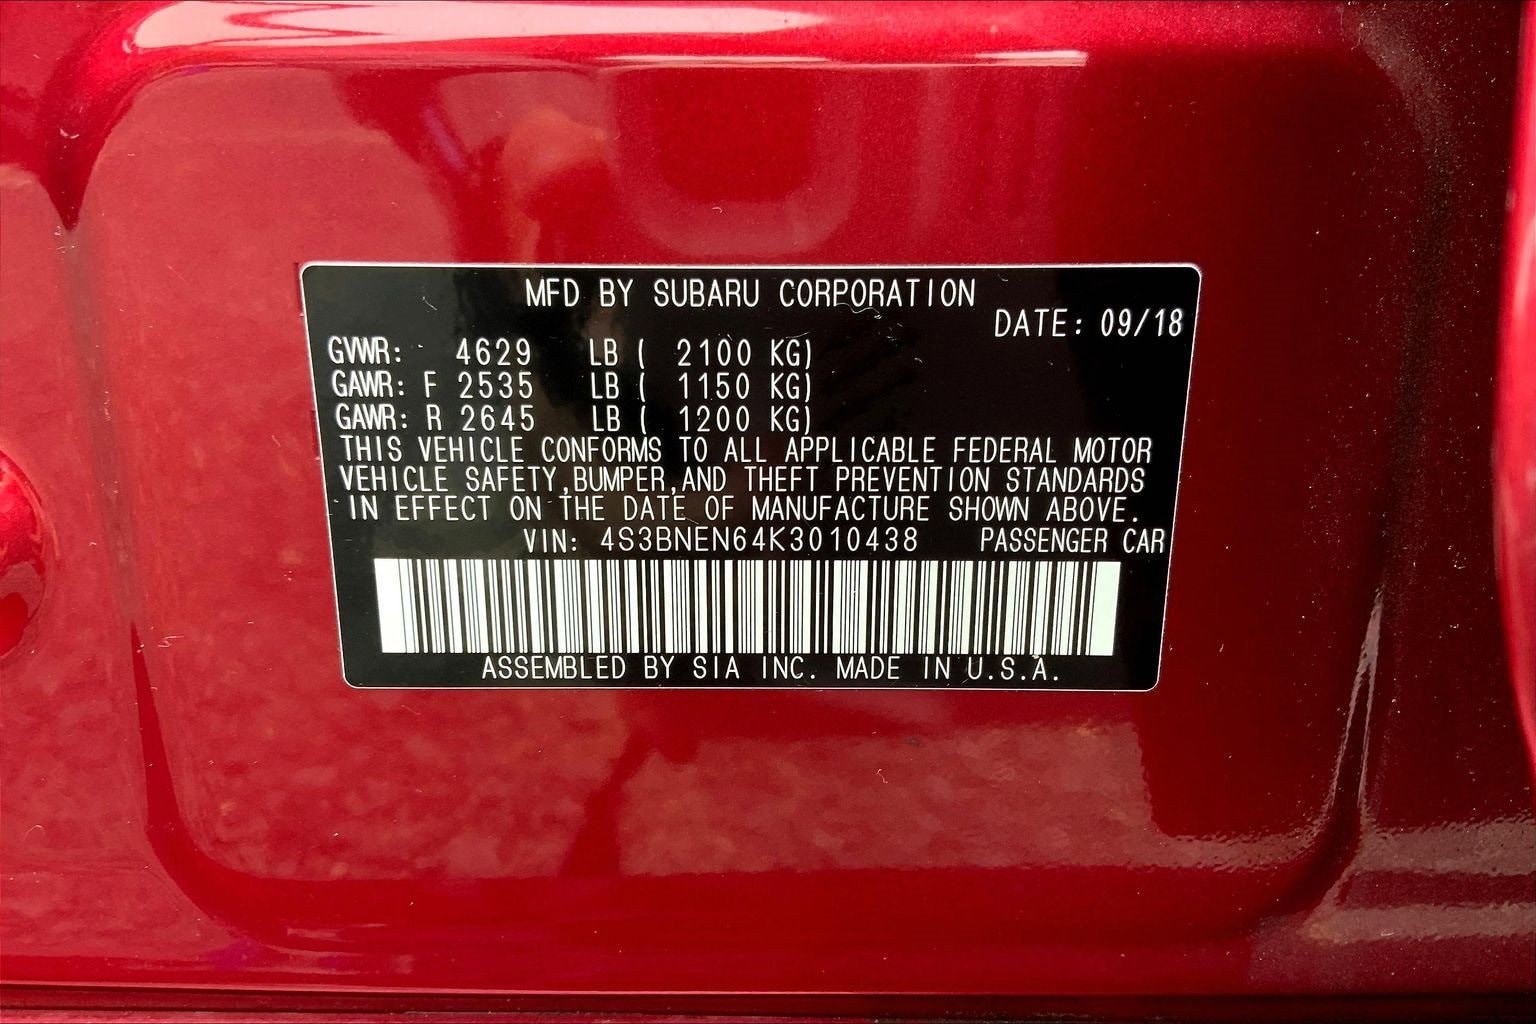 MFD BY SUBARU CORPORATION
DATE: 09/18
GVWR: 4629 LB ( 2100 KG)
GAWR: F 2535 LB ( 1150 KG)
GAWR: R 2645 LB ( 1200 KG)
THIS VEHICLE CONFORMS TO ALL APPLICABLE FEDERAL MOTOR
VEHICLE SAFETY,BUMPER,AND THEFT PREVENTION STANDARDS
IN EFFECT ON THE DATE OF MANUFACTURE SHOWN ABOVE.
VIN: 4S3BNEN64K3010438 PASSENGER CAR
ASSEMBLED BY SIA INC. MADE IN U.S.A.